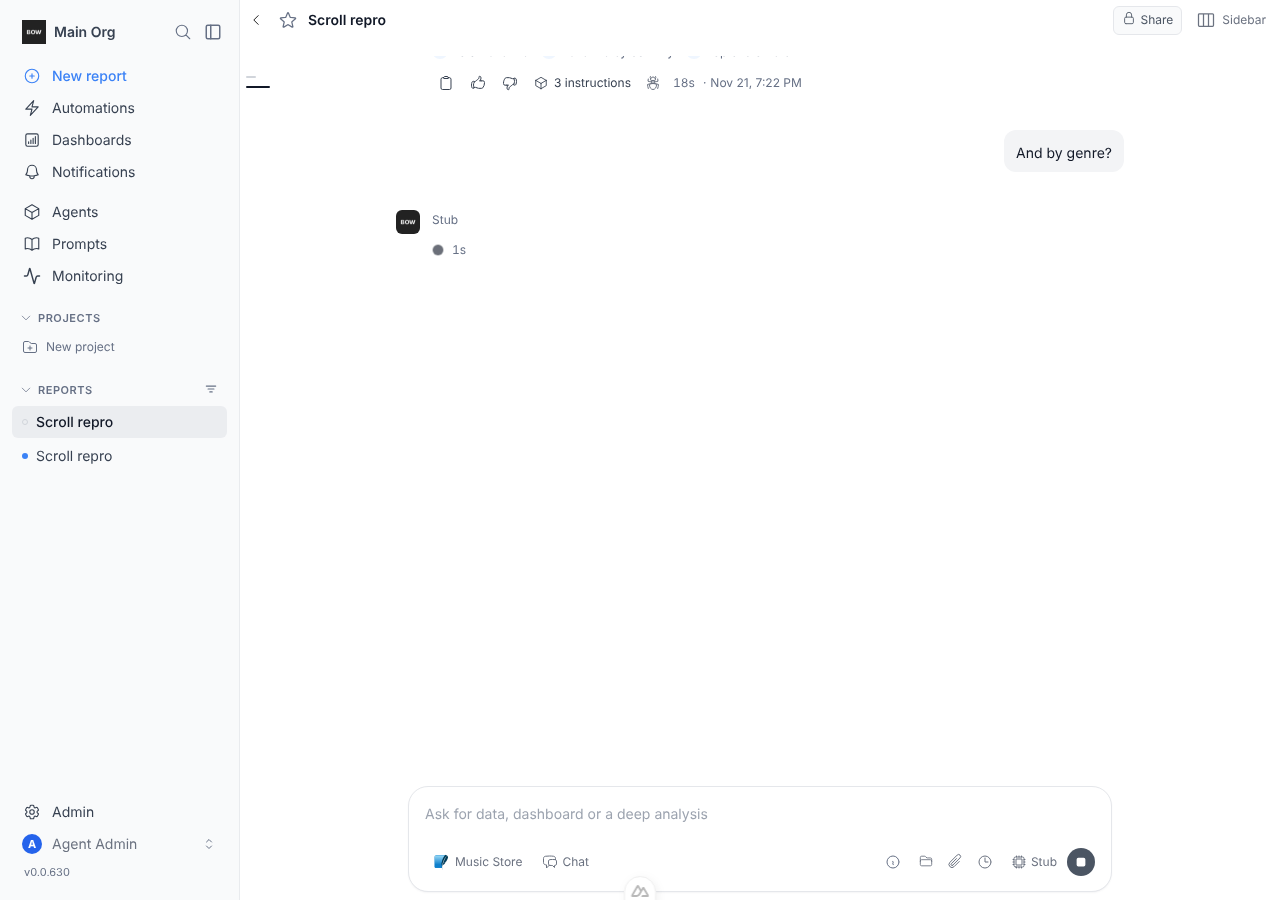 BOW Main Org
Scroll repro
Share
Sidebar
New report
Automations
Dashboards
Notifications
Agents
Prompts
Monitoring
PROJECTS
New project
REPORTS
Scroll repro
Scroll repro
3 instructions 18s · Nov 21, 7:22 PM
And by genre?
BOW Stub
1s
Ask for data, dashboard or a deep analysis
Music Store Chat Stub
Admin
A Agent Admin
v0.0.630